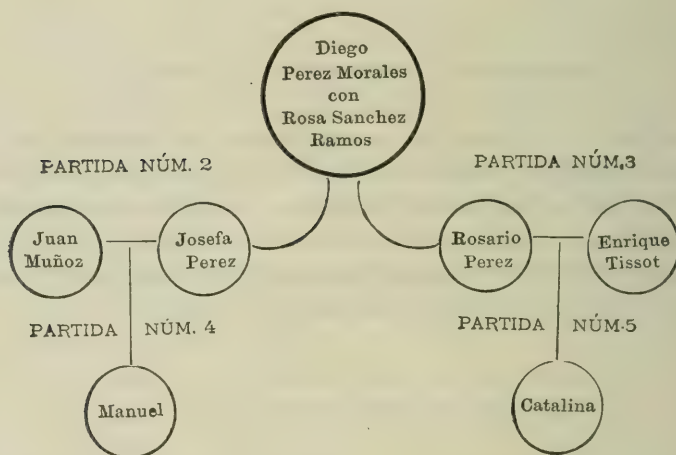 Diego
Perez Morales
con
Rosa Sanchez
Ramos
PARTIDA NÚM. 2
PARTIDA NÚM.3
Juan
Muñoz
Josefa
Perez
Rosario
Perez
Enrique
Tissot
PARTIDA NÚM. 4
PARTIDA NÚM.5
Manuel
Catalina